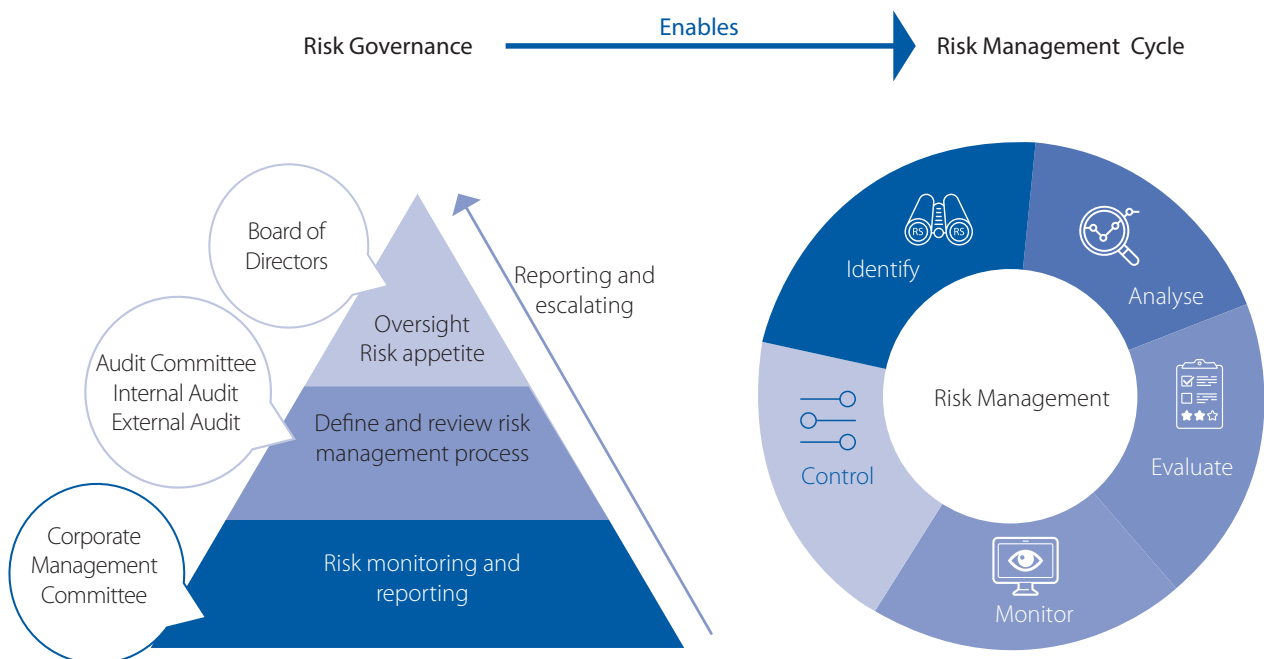 Risk Governance
Enables
Risk Management Cycle
Board of
Directors
Oversight
Risk appetite
Reporting and
escalating
Audit Committee
Internal Audit
External Audit
Define and review risk
management process
Corporate
Management
Committee
Risk monitoring and
reporting
Identify
RS RS
Analyse
Evaluate
Monitor
Control
Risk Management